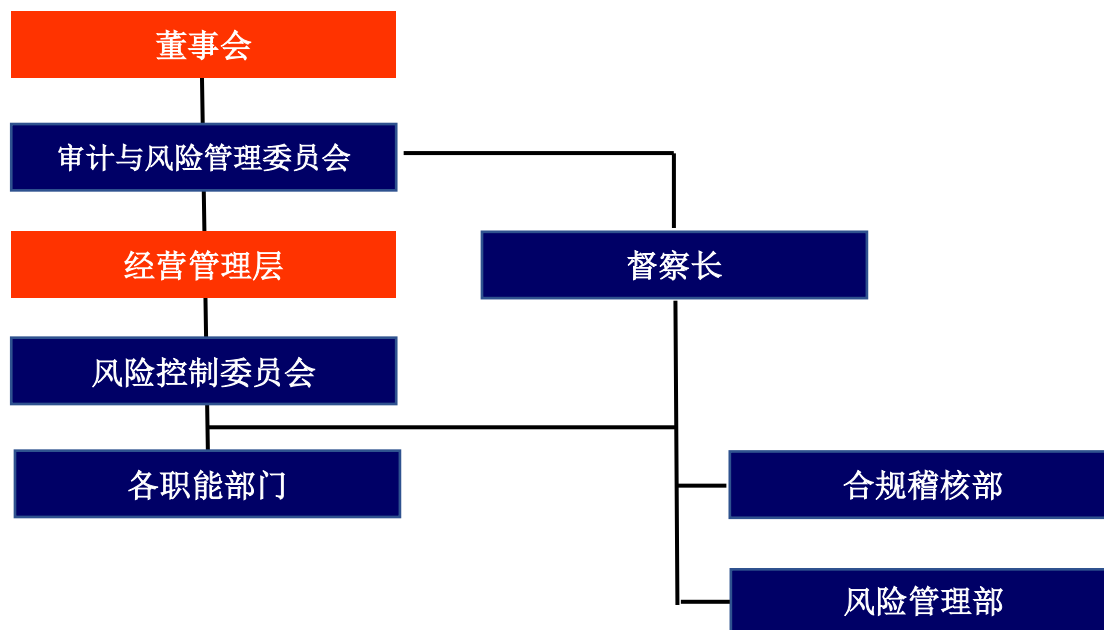 董事会
审计与风险管理委员会
经营管理层
督察长
风险控制委员会
各职能部门
合规稽核部
风险管理部